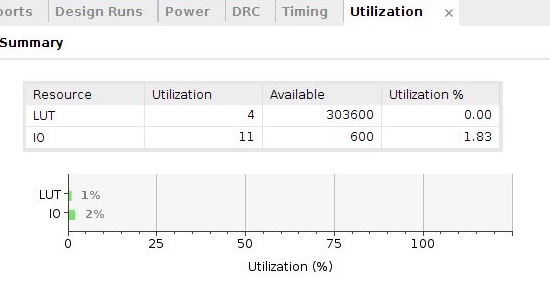 ports Design Runs Power DRC Timing Utilization ×
Summary
Resource Utilization Available Utilization %
LUT 4 303600 0.00
IO 11 600 1.83
LUT 1%
IO 2%
0 25 50 75 100
Utilization (%)